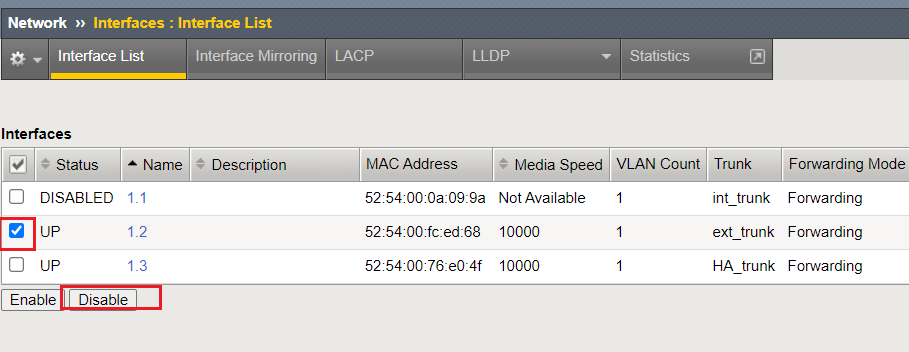 Network ›› Interfaces : Interface List
Interface List Interface Mirroring LACP LLDP Statistics
Interfaces
Status Name Description MAC Address Media Speed VLAN Count Trunk Forwarding Mode
DISABLED 1.1 52:54:00:0a:09:9a Not Available 1 int_trunk Forwarding
UP 1.2 52:54:00:fc:ed:68 10000 1 ext_trunk Forwarding
UP 1.3 52:54:00:76:e0:4f 10000 1 HA_trunk Forwarding
Enable Disable